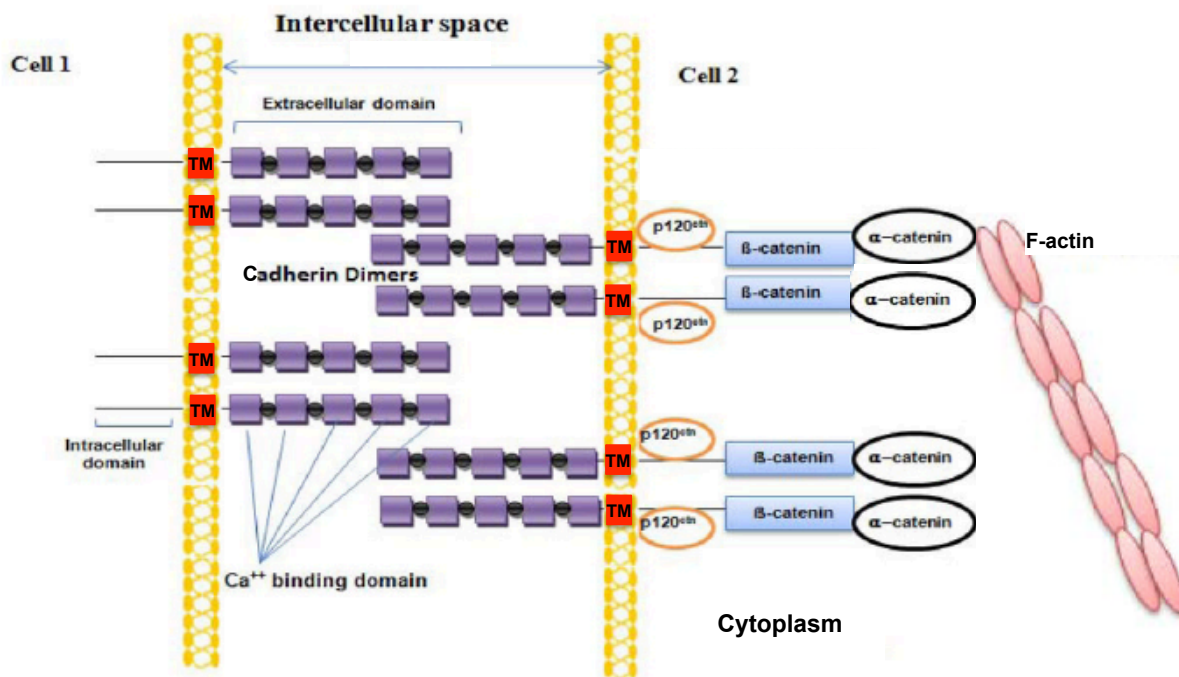 Intercellular space
Cell 1
Cell 2
Extracellular domain
TM
TM
p120ctn
TM
ß-catenin
α-catenin
F-actin
Cadherin Dimers
TM
ß-catenin
α-catenin
p120ctn
TM
TM
Intracellular
domain
p120ctn
TM
ß-catenin
α-catenin
TM
p120ctn
ß-catenin
α-catenin
Ca++ binding domain
Cytoplasm